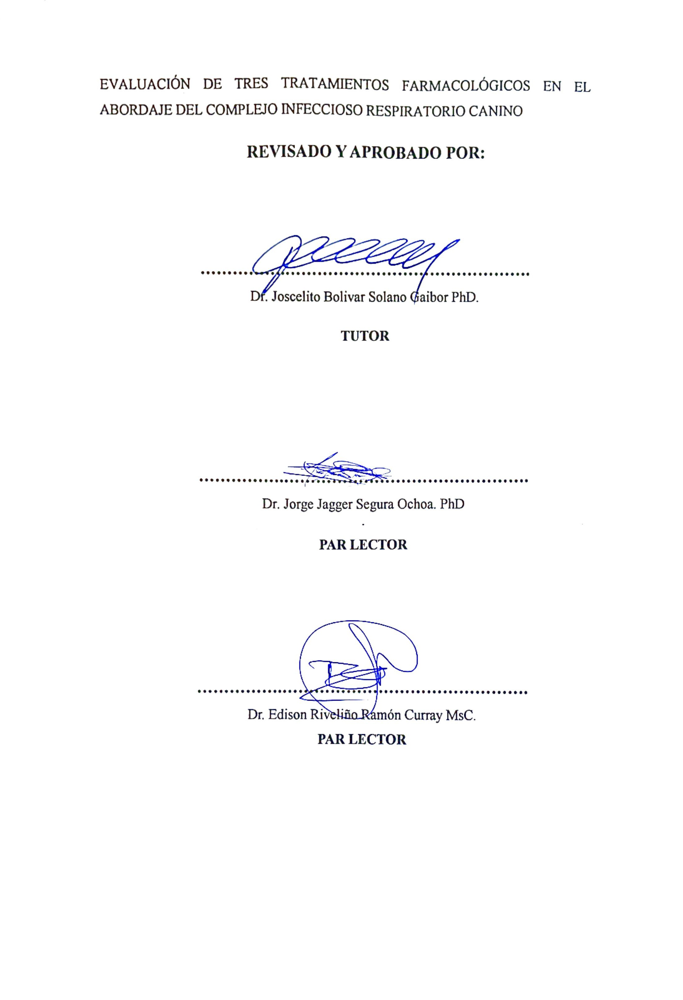 EVALUACIÓN DE TRES TRATAMIENTOS FARMACOLÓGICOS EN EL
ABORDAJE DEL COMPLEJO INFECCIOSO RESPIRATORIO CANINO
REVISADO Y APROBADO POR:
Dr. Joscelito Bolivar Solano Gaibor PhD.
TUTOR
Dr. Jorge Jagger Segura Ochoa. PhD
.
PAR LECTOR
Dr. Edison Riveliño Ramón Curray MsC.
PAR LECTOR